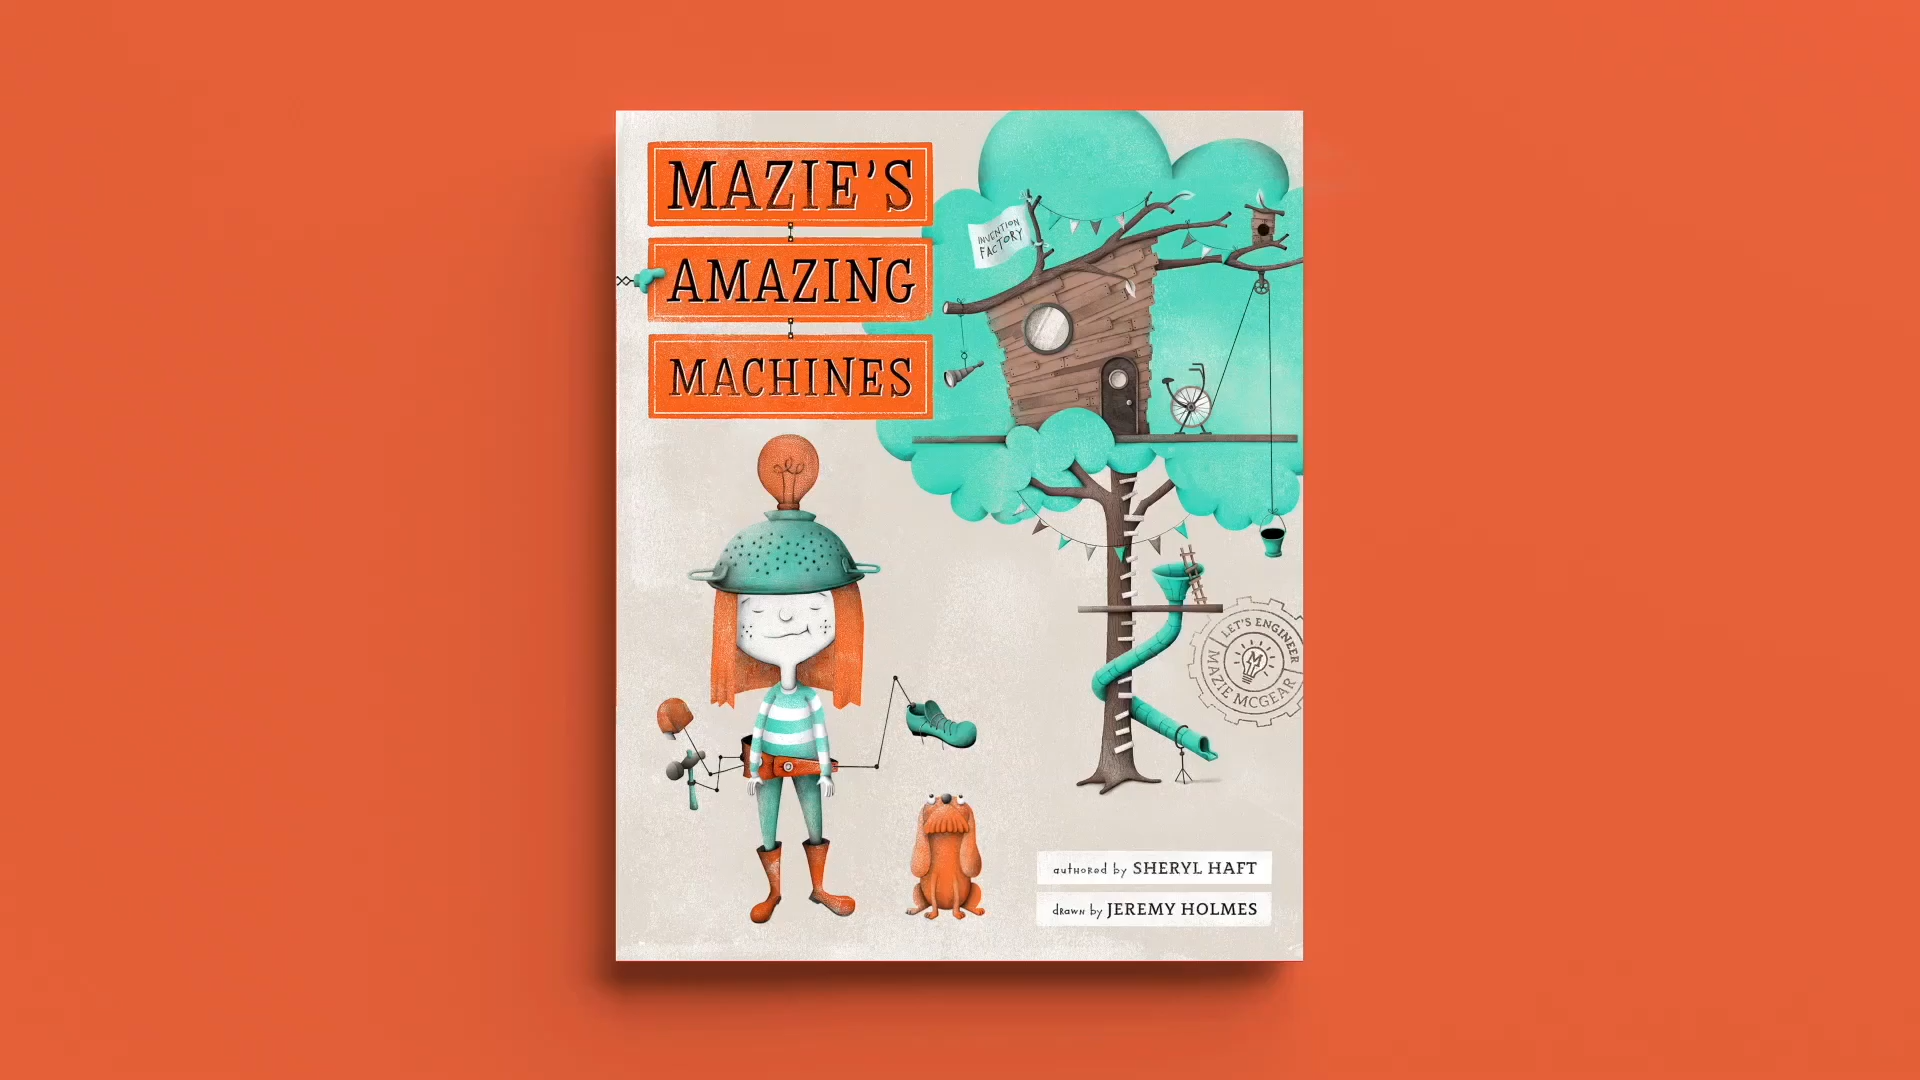 MAZIE'S
AMAZING
MACHINES
INVENTION
FACTORY
LET'S ENGINEER
MAZIE MCGEAR
authored by SHERYL HAFT
drawn by JEREMY HOLMES